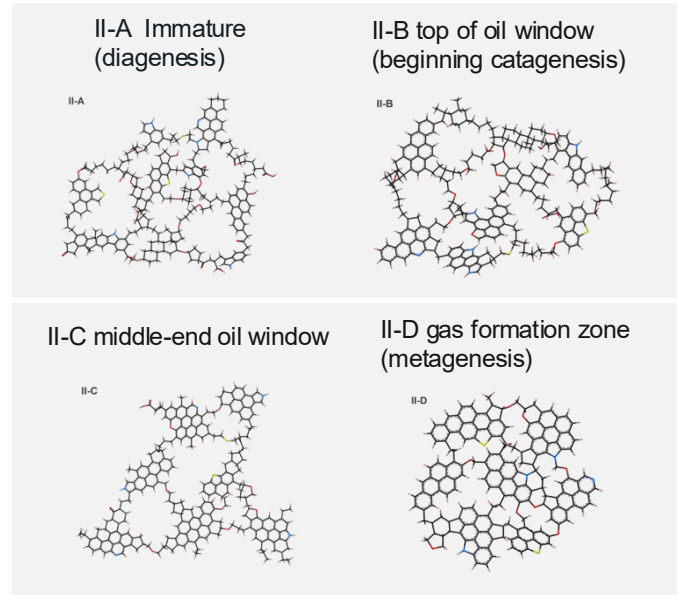 II-A  Immature
(diagenesis)
II-A
II-B top of oil window
(beginning catagenesis)
II-B
II-C middle-end oil window
II-C
II-D gas formation zone
(metagenesis)
II-D